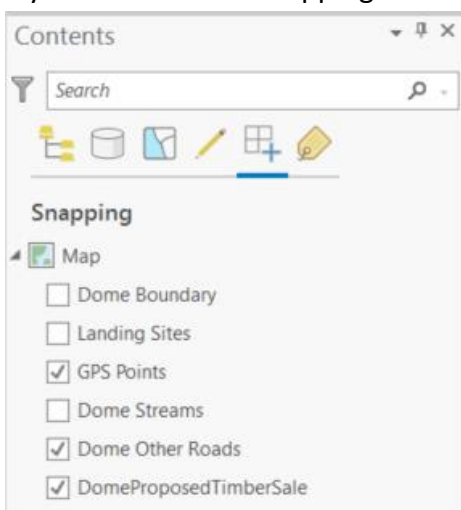 Contents
Search
Snapping
Map
Dome Boundary
Landing Sites
GPS Points
Dome Streams
Dome Other Roads
DomeProposedTimberSale